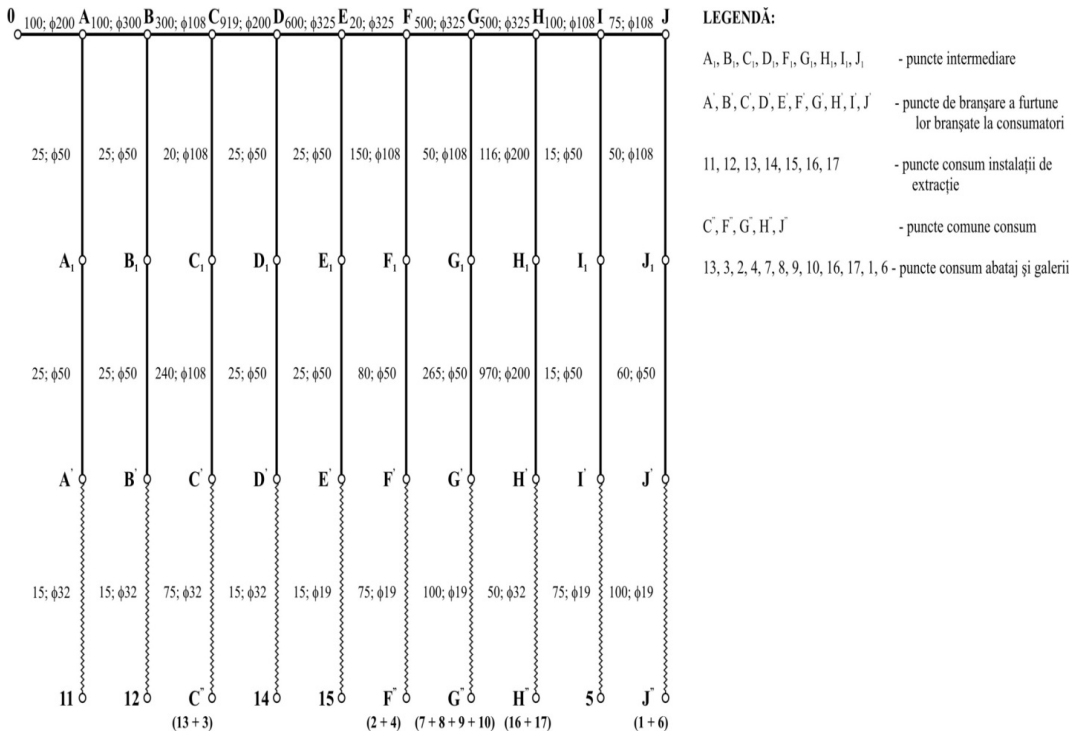 0 100; ϕ200 A 100; ϕ300 B 300; ϕ108 C 919; ϕ200 D 600; ϕ325 E 20; ϕ325 F 500; ϕ325 G 500; ϕ325 H 100; ϕ108 I 75; ϕ108 J
25; ϕ50 25; ϕ50 20; ϕ108 25; ϕ50 25; ϕ50 150; ϕ108 50; ϕ108 116; ϕ200 15; ϕ50 50; ϕ108
A₁ B₁ C₁ D₁ E₁ F₁ G₁ H₁ I₁ J₁
25; ϕ50 25; ϕ50 240; ϕ108 25; ϕ50 25; ϕ50 80; ϕ50 265; ϕ50 970; ϕ200 15; ϕ50 60; ϕ50
A' B' C' D' E' F' G' H' I' J'
15; ϕ32 15; ϕ32 75; ϕ32 15; ϕ32 15; ϕ19 75; ϕ19 100; ϕ19 50; ϕ32 75; ϕ19 100; ϕ19
11 12 C" 14 15 F" G" H" 5 J"
(13 + 3) (2 + 4) (7 + 8 + 9 + 10) (16 + 17) (1 + 6)
LEGENDĂ:
A₁, B₁, C₁, D₁, F₁, G₁, H₁, I₁, J₁ - puncte intermediare
A', B', C', D', E', F', G', H', I', J' - puncte de branşare a furtune
lor branşate la consumatori
11, 12, 13, 14, 15, 16, 17 - puncte consum instalaţii de
extracţie
C", F", G", H", J" - puncte comune consum
13, 3, 2, 4, 7, 8, 9, 10, 16, 17, 1, 6 - puncte consum abataj şi galerii